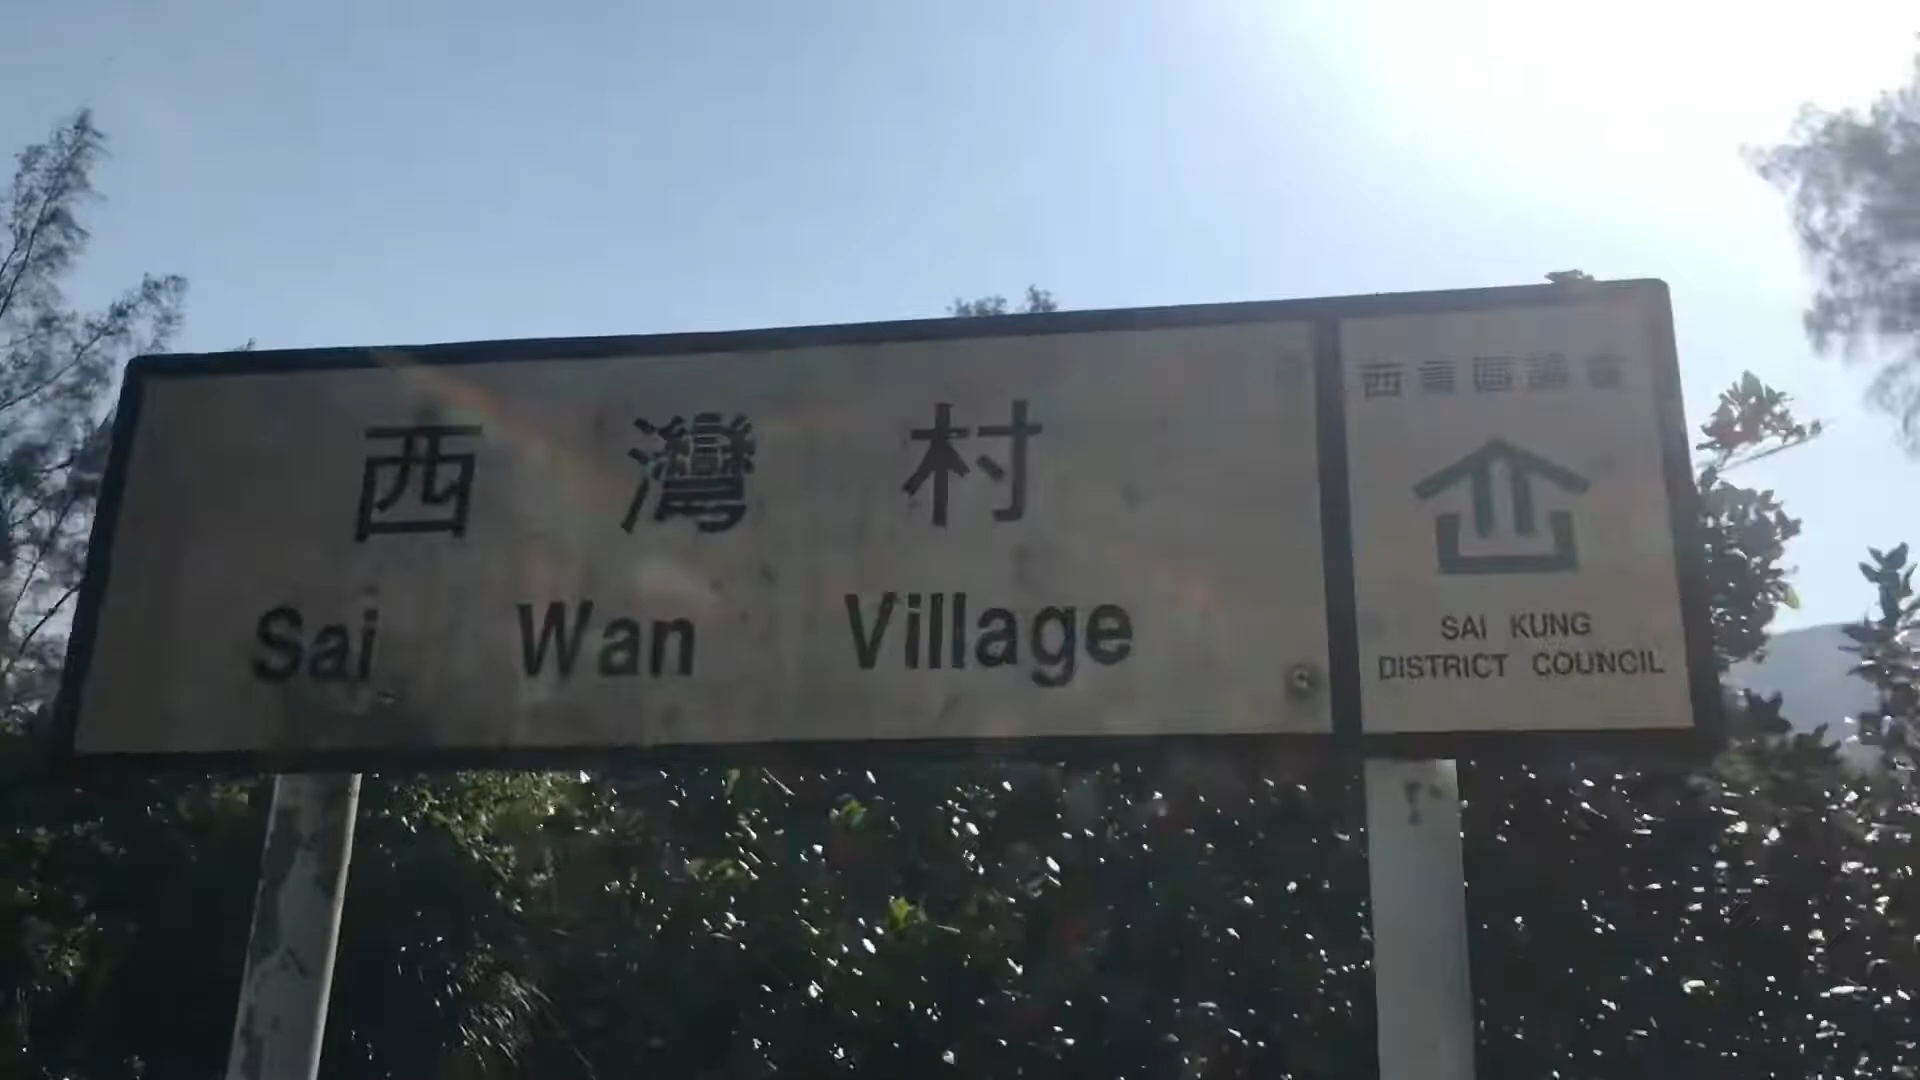 西灣村
Sai Wan Village
西貢區議會
SAI KUNG
DISTRICT COUNCIL